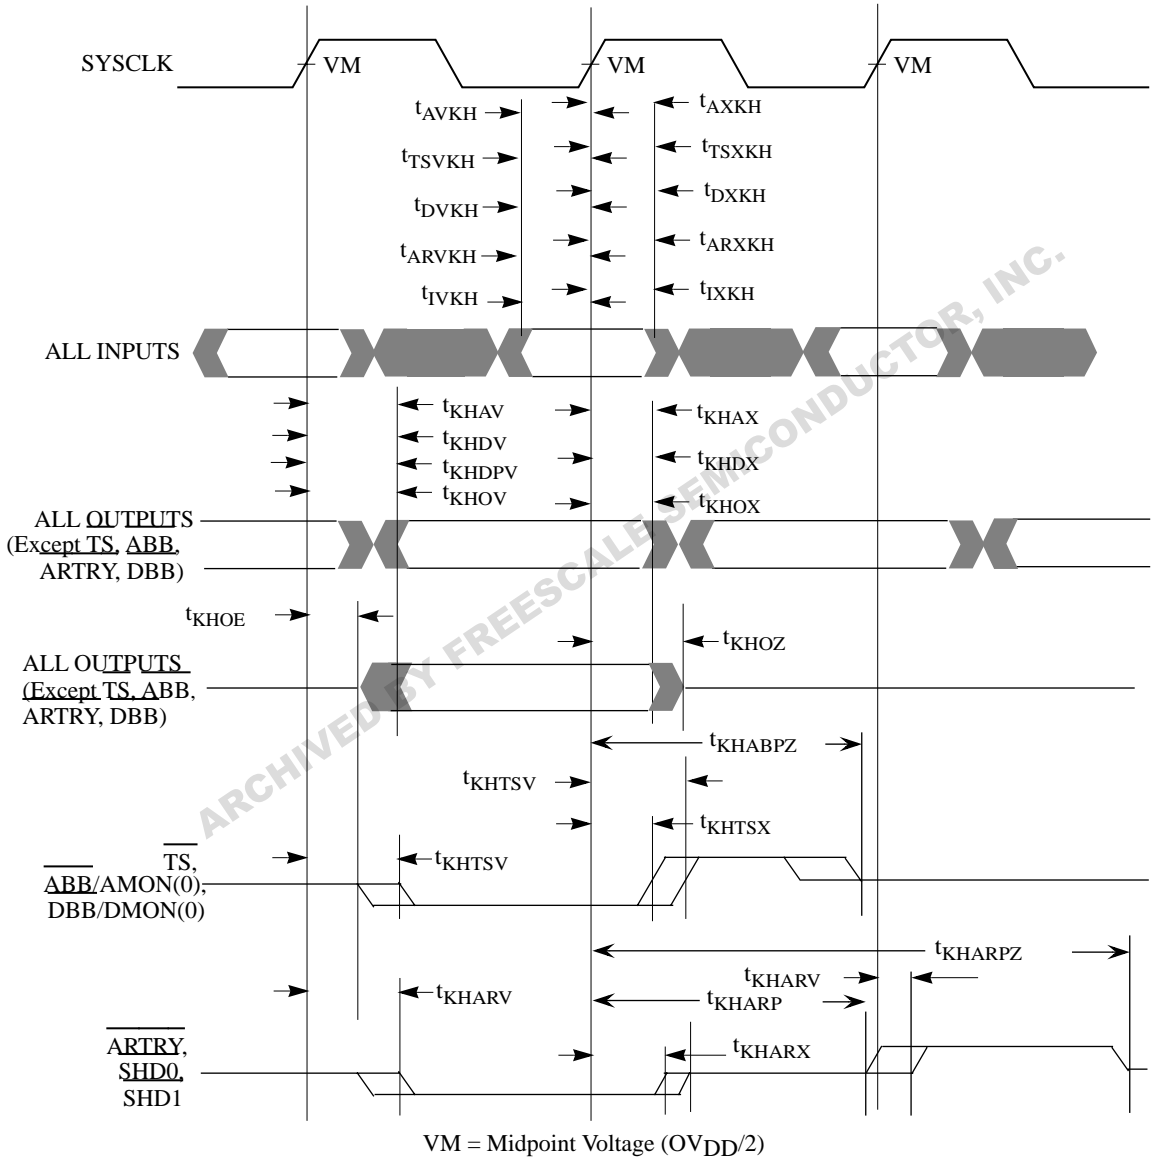 SYSCLK
VM
VM
VM
tAVKH
tAXKH
tTSVKH
tTSXKH
tDVKH
tDXKH
tARVKH
tARXKH
tIVKH
tIXKH
ALL INPUTS
tKHAV
tKHAX
tKHDV
tKHDPV
tKHDX
tKHOV
tKHOX
ALL OUTPUTS
(Except TS, ABB,
ARTRY, DBB)
tKHOE
tKHOZ
ALL OUTPUTS
(Except TS, ABB,
ARTRY, DBB)
tKHABPZ
tKHTSV
tKHTSX
tKHTSV
TS,
ABB/AMON(0),
DBB/DMON(0)
tKHARPZ
tKHARV
tKHARV
tKHARP
tKHARX
ARTRY,
SHD0,
SHD1
VM = Midpoint Voltage (OVDD/2)
ARCHIVED BY FREESCALE SEMICONDUCTOR, INC.